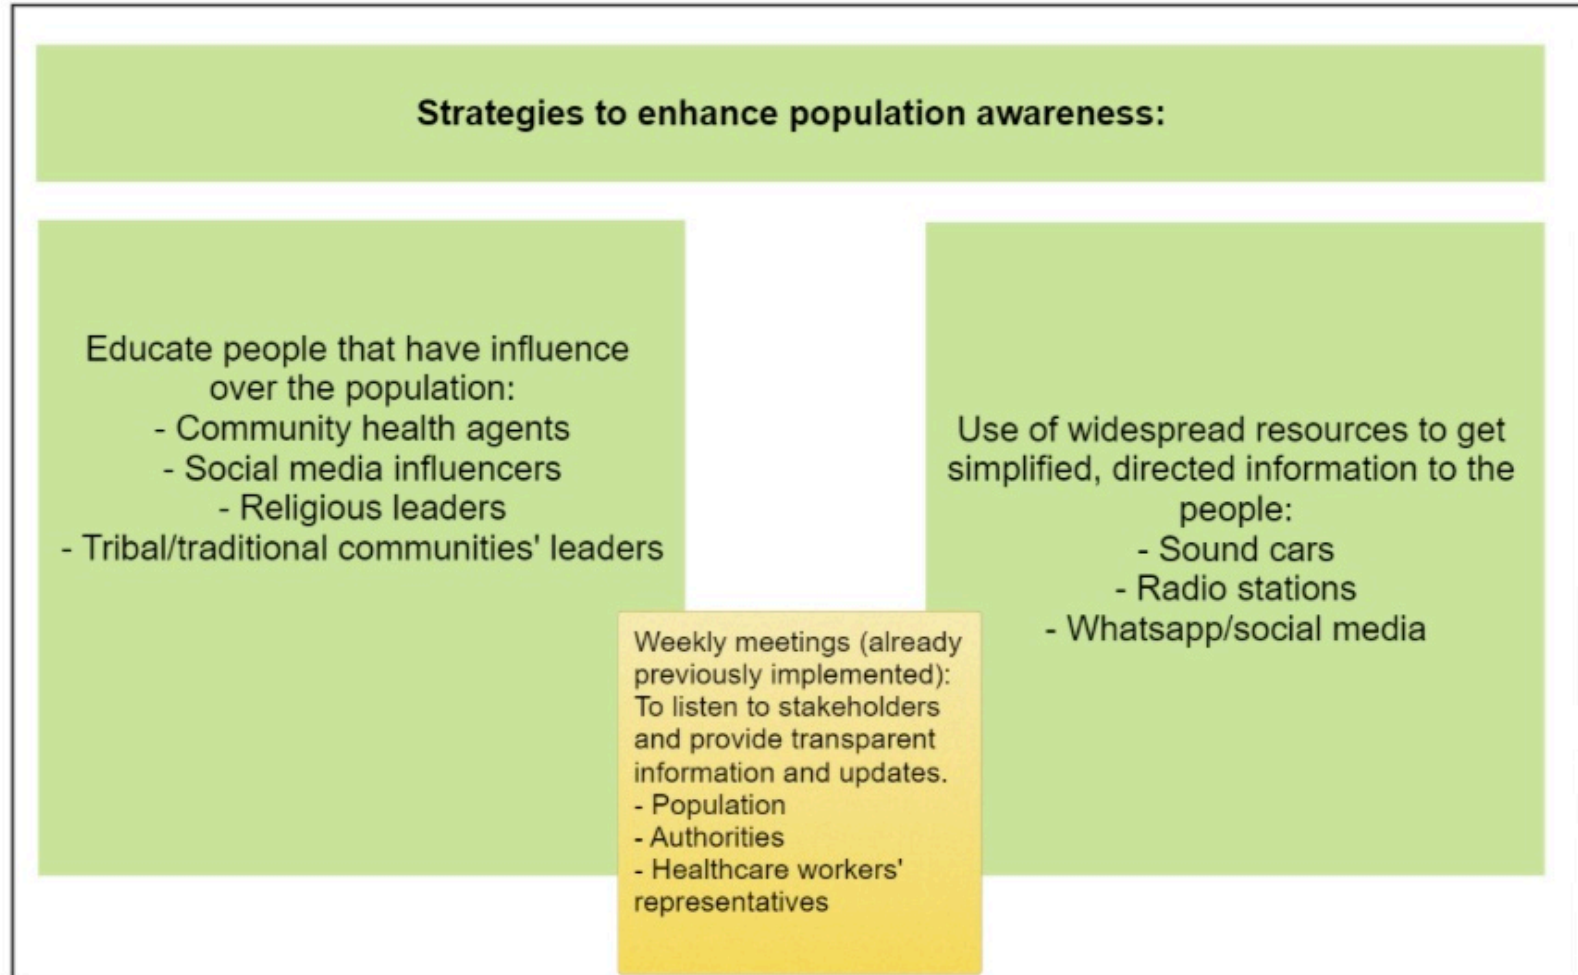 Strategies to enhance population awareness:
Educate people that have influence
over the population:
- Community health agents
- Social media influencers
- Religious leaders
- Tribal/traditional communities' leaders
Use of widespread resources to get
simplified, directed information to the
people:
- Sound cars
- Radio stations
- Whatsapp/social media
Weekly meetings (already
previously implemented):
To listen to stakeholders
and provide transparent
information and updates.
- Population
- Authorities
- Healthcare workers'
representatives